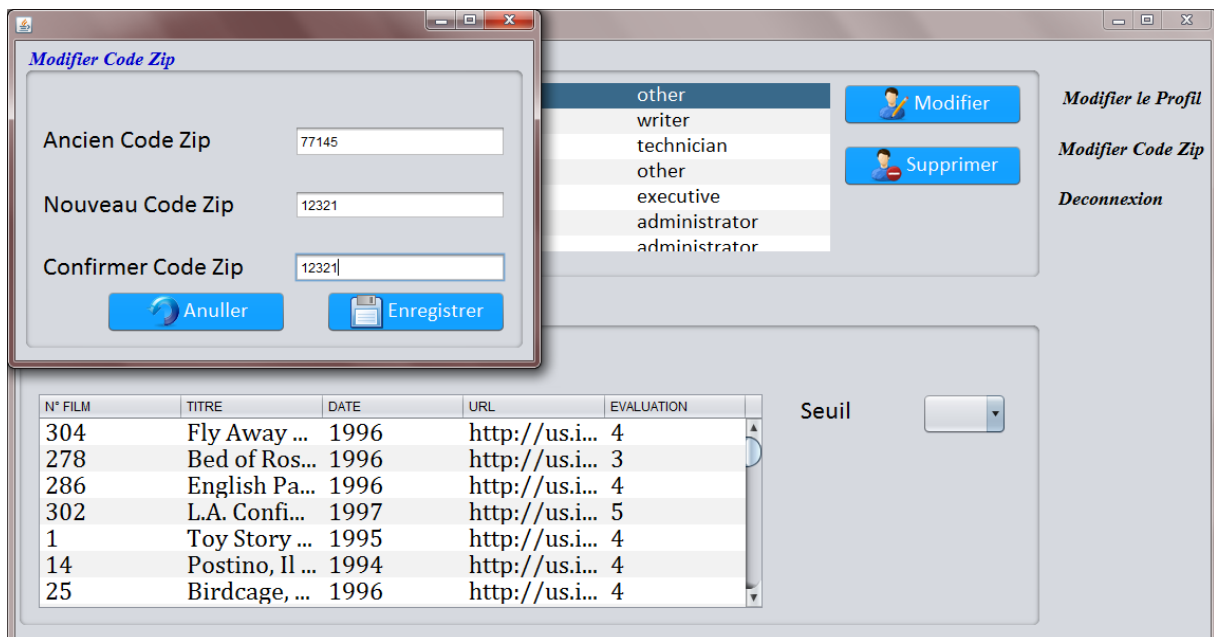 Modifier Code Zip
Ancien Code Zip 77145
Nouveau Code Zip 12321
Confirmer Code Zip 12321
Anuller Enregistrer
other
writer
technician
other
executive
administrator
administrator
Modifier
Supprimer
Modifier le Profil
Modifier Code Zip
Deconnexion
N° FILM TITRE DATE URL EVALUATION
304 Fly Away ... 1996 http://us.i... 4
278 Bed of Ros... 1996 http://us.i... 3
286 English Pa... 1996 http://us.i... 4
302 L.A. Confi... 1997 http://us.i... 5
1 Toy Story ... 1995 http://us.i... 4
14 Postino, Il ... 1994 http://us.i... 4
25 Birdcage, ... 1996 http://us.i... 4
Seuil